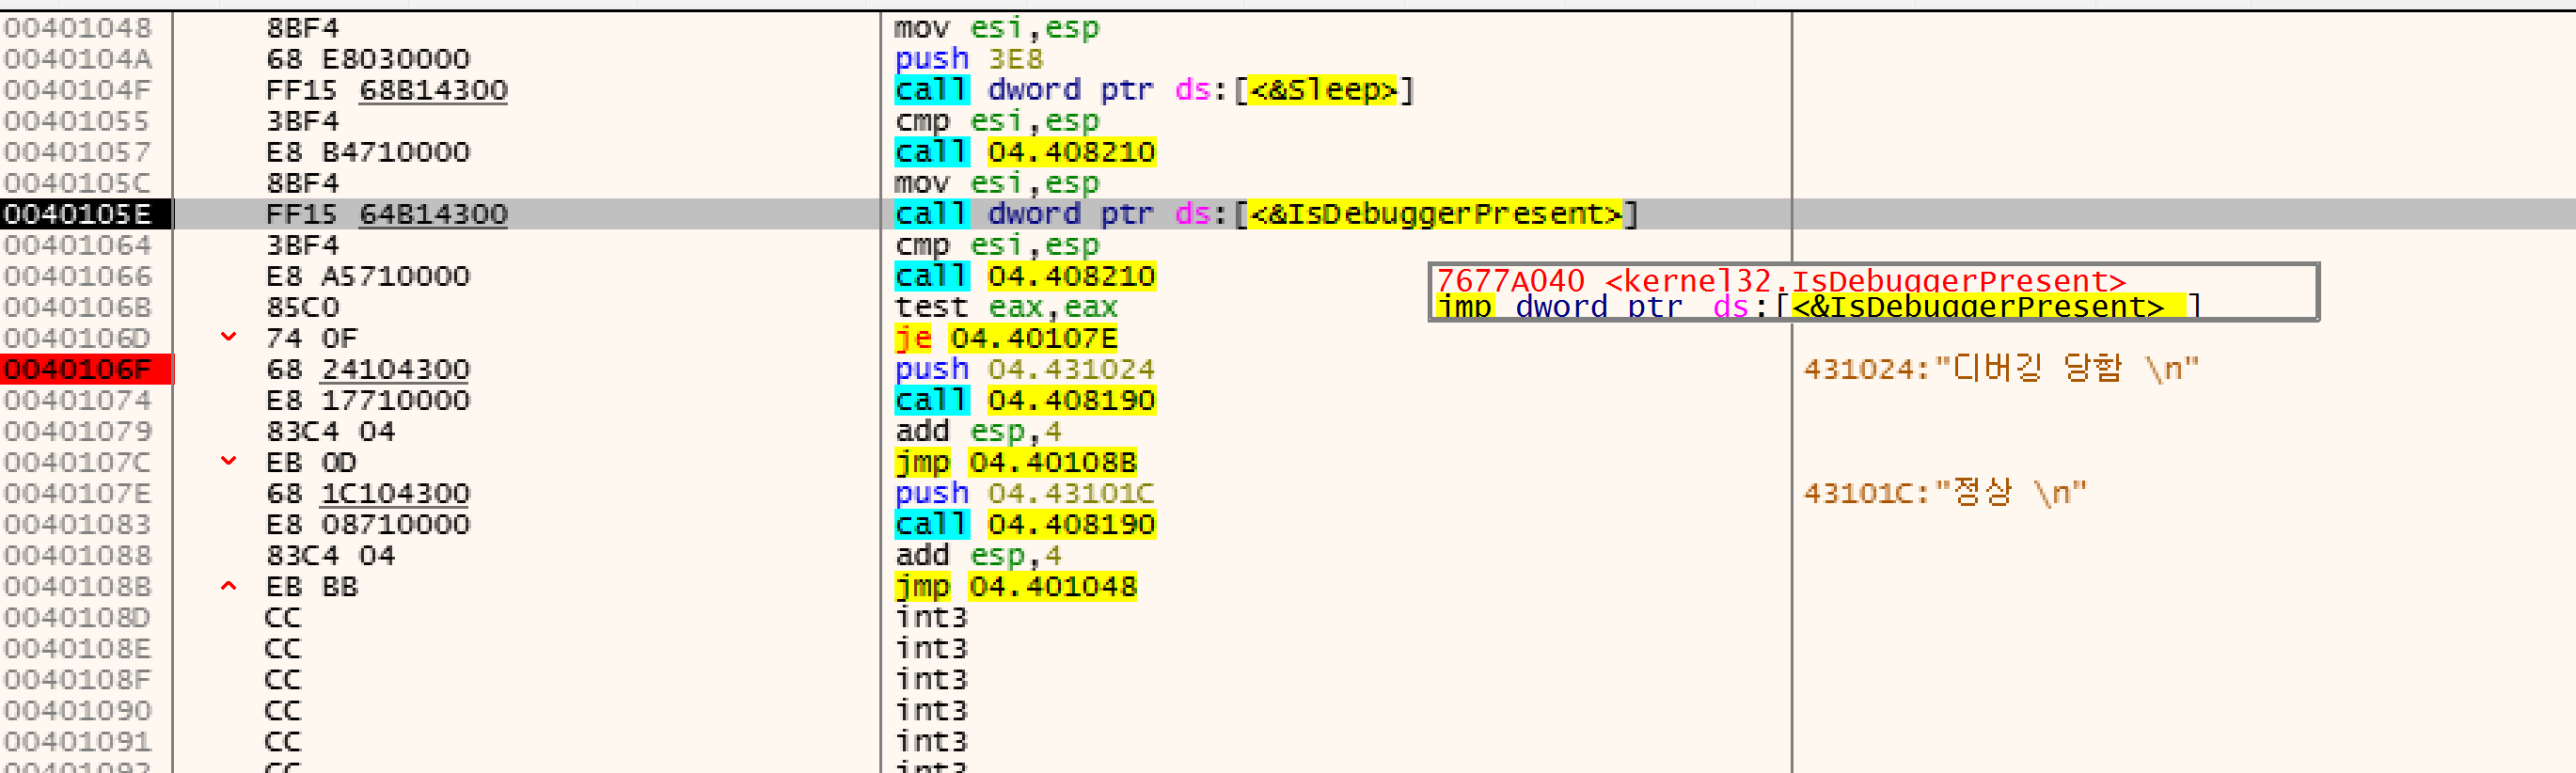 00401048 8BF4 mov esi,esp
0040104A 68 E8030000 push 3E8
0040104F FF15 68B14300 call dword ptr ds:[<&Sleep>]
00401055 3BF4 cmp esi,esp
00401057 E8 B4710000 call 04.408210
0040105C 8BF4 mov esi,esp
0040105E FF15 64B14300 call dword ptr ds:[<&IsDebuggerPresent>]
00401064 3BF4 cmp esi,esp
00401066 E8 A5710000 call 04.408210
7677A040 <kernel32.IsDebuggerPresent>
0040106B 85C0 test eax,eax
jmp dword ptr ds:[<&IsDebuggerPresent>]
0040106D 74 0F je 04.40107E
0040106F 68 24104300 push 04.431024 431024:"디버깅 당함 \n"
00401074 E8 17710000 call 04.408190
00401079 83C4 04 add esp,4
0040107C EB 0D jmp 04.40108B
0040107E 68 1C104300 push 04.43101C 43101C:"정상 \n"
00401083 E8 08710000 call 04.408190
00401088 83C4 04 add esp,4
0040108B EB BB jmp 04.401048
0040108D CC int3
0040108E CC int3
0040108F CC int3
00401090 CC int3
00401091 CC int3
00401092 CC int3